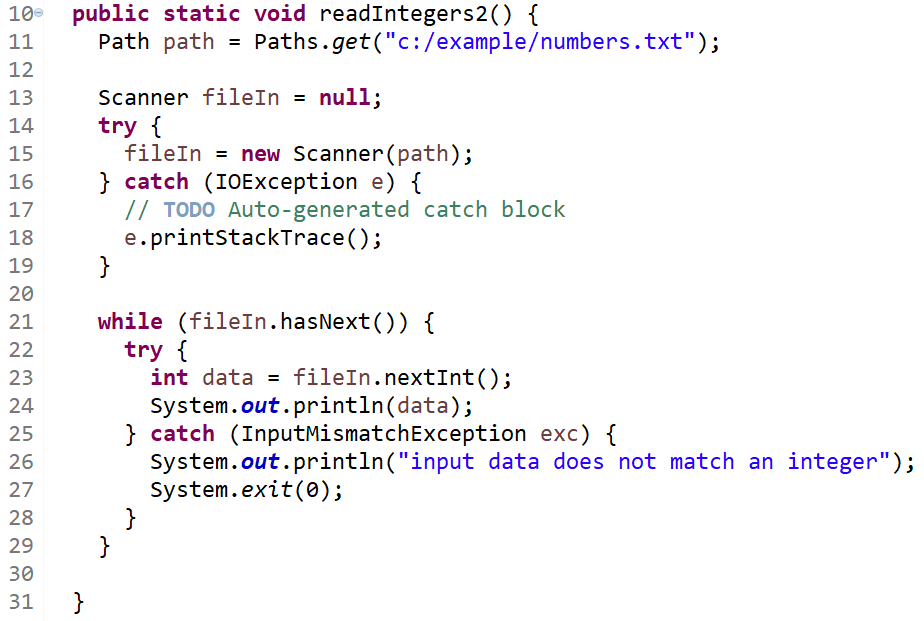 10 public static void readIntegers2() {
11 Path path = Paths.get("c:/example/numbers.txt");
12
13 Scanner fileIn = null;
14 try {
15 fileIn = new Scanner(path);
16 } catch (IOException e) {
17 // TODO Auto-generated catch block
18 e.printStackTrace();
19 }
20
21 while (fileIn.hasNext()) {
22 try {
23 int data = fileIn.nextInt();
24 System.out.println(data);
25 } catch (InputMismatchException exc) {
26 System.out.println("input data does not match an integer");
27 System.exit(0);
28 }
29 }
30
31 }